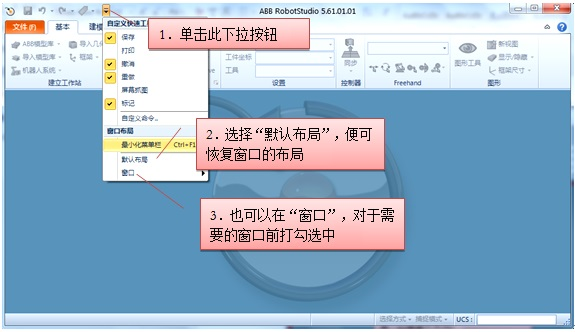 ABB RobotStudio 5.61.01.01
文件(F) 基本 建模
自定义快速工
保存
打印
撤消
重做
屏幕抓图
标记
自定义命令。
窗口布局
最小化菜单栏 Ctrl+F1
默认布局
窗口
1. 单击此下拉按钮
2. 选择“默认布局”，便可
恢复窗口的布局
3. 也可以在“窗口”，对于需
要的窗口前打勾选中
ABB模型库 导入几
导入模型库 框架
机器人系统
建立工作站
工件坐标
工具
设置
同步
Freehand
图形工具
新视图
显示/隐藏
框架尺寸
图形
选择方式 捕捉模式 UCS: